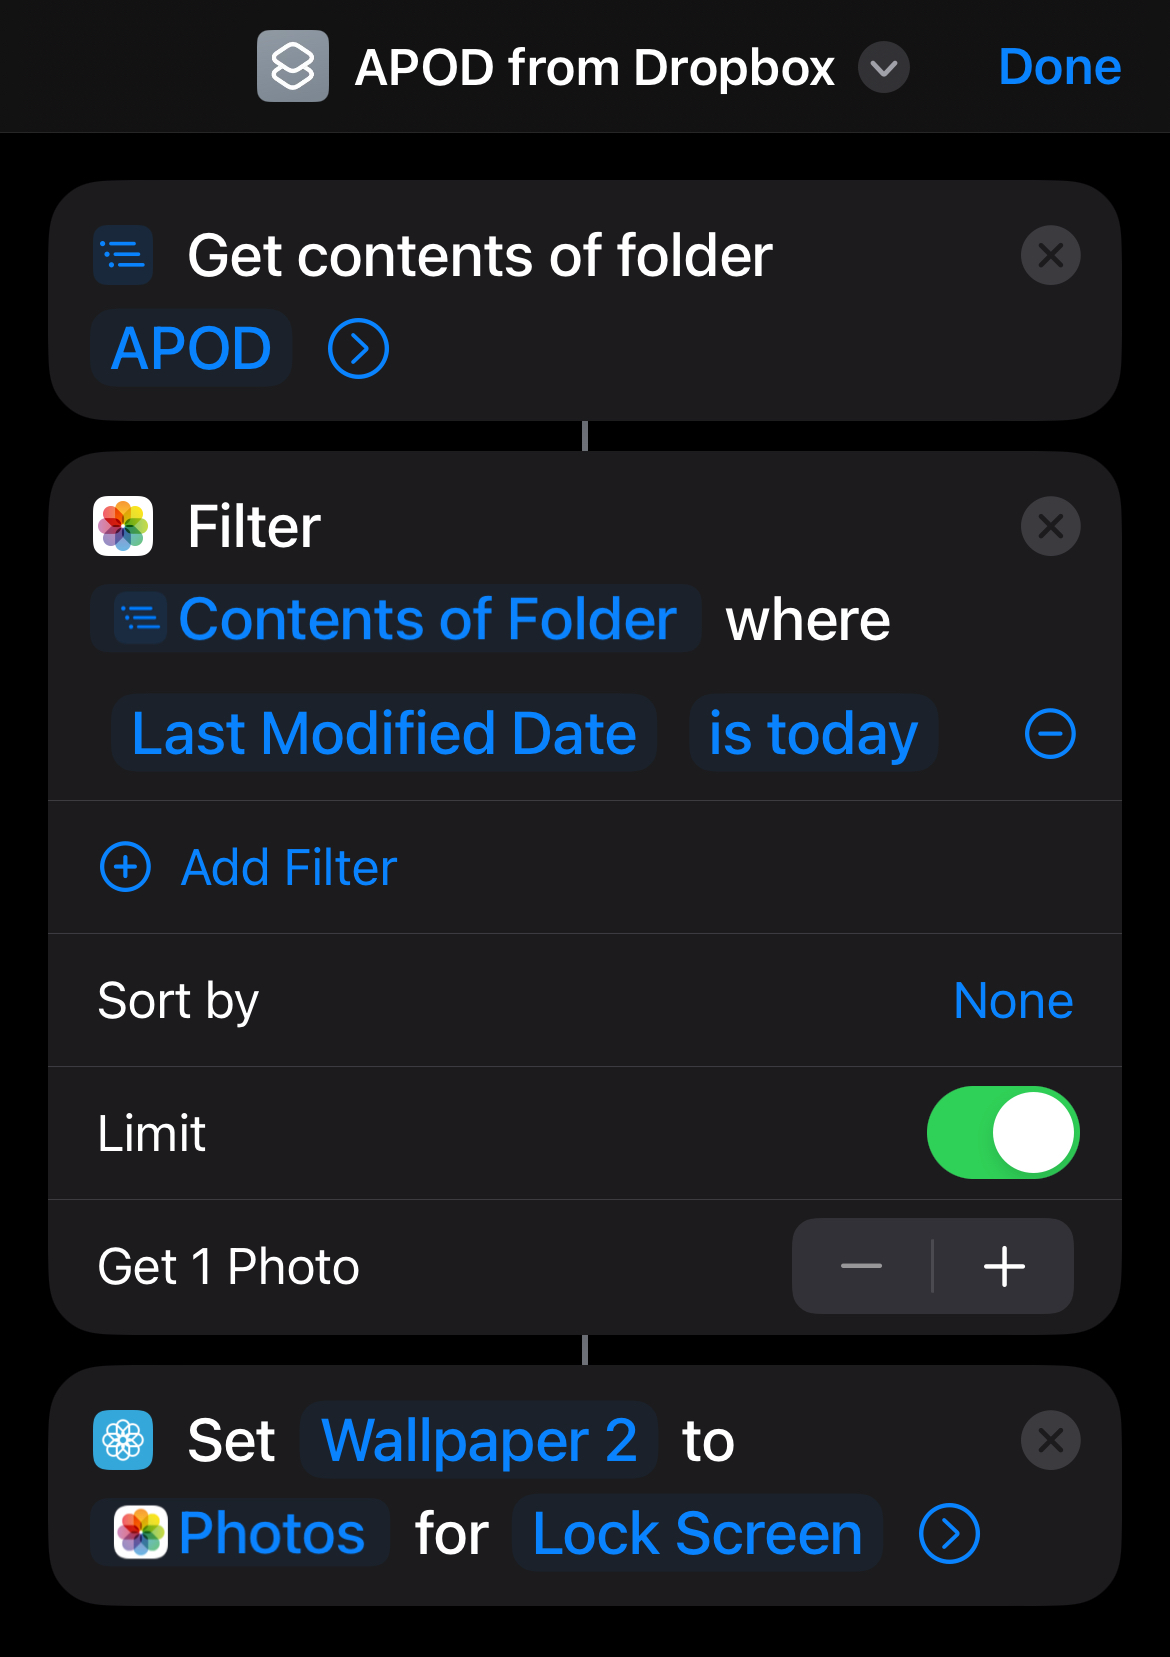 APOD from Dropbox
Done
Get contents of folder
APOD
Filter
Contents of Folder where
Last Modified Date is today
Add Filter
Sort by None
Limit
Get 1 Photo
Set Wallpaper 2 to
Photos for Lock Screen